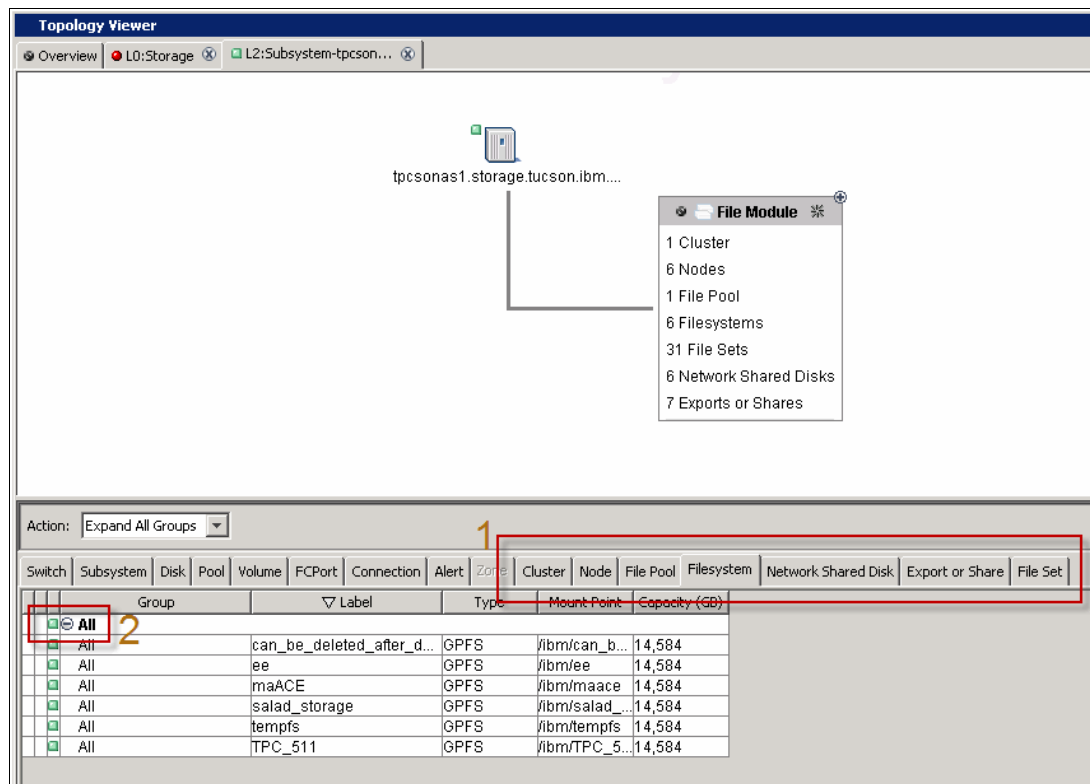 Topology Viewer
Overview L0:Storage L2:Subsystem-tpcson...
tpcsonas1.storage.tucson.ibm....
File Module
1 Cluster
6 Nodes
1 File Pool
6 Filesystems
31 File Sets
6 Network Shared Disks
7 Exports or Shares
Action: Expand All Groups
1
Switch Subsystem Disk Pool Volume FCPort Connection Alert Zone Cluster Node File Pool Filesystem Network Shared Disk Export or Share File Set
Group Label Type Mount Point Capacity (GB)
All
2
All can_be_deleted_after_d... GPFS /ibm/can_b... 14,584
All ee GPFS /ibm/ee 14,584
All maACE GPFS /ibm/maace 14,584
All salad_storage GPFS /ibm/salad_... 14,584
All tempfs GPFS /ibm/tempfs 14,584
All TPC_511 GPFS /ibm/TPC_5... 14,584